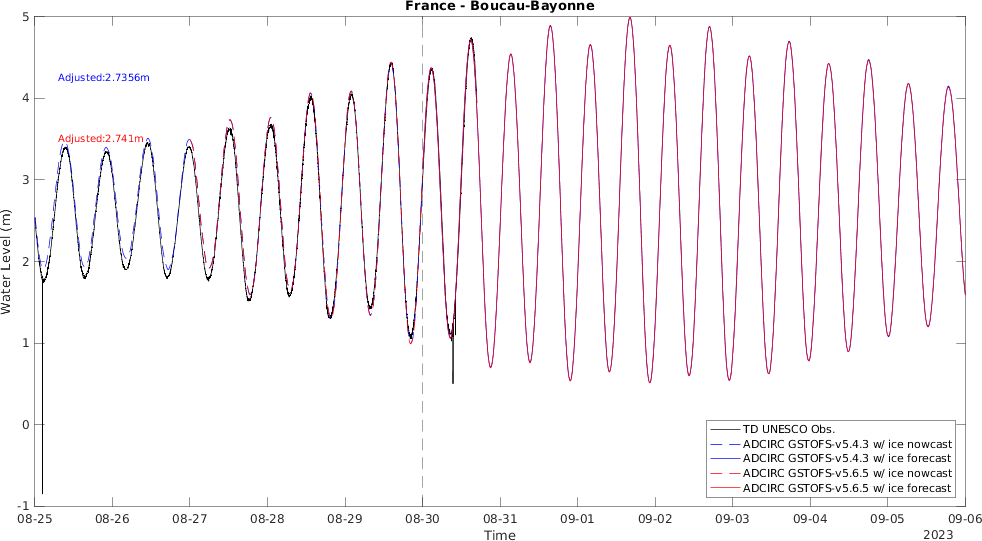 France - Boucau-Bayonne
5
4
3
2
1
0
-1
Water Level (m)
Adjusted:2.7356m
Adjusted:2.741m
TD UNESCO Obs.
ADCIRC GSTOFS-v5.4.3 w/ ice nowcast
ADCIRC GSTOFS-v5.4.3 w/ ice forecast
ADCIRC GSTOFS-v5.6.5 w/ ice nowcast
ADCIRC GSTOFS-v5.6.5 w/ ice forecast
08-25 08-26 08-27 08-28 08-29 08-30 08-31 09-01 09-02 09-03 09-04 09-05 09-06
Time
2023